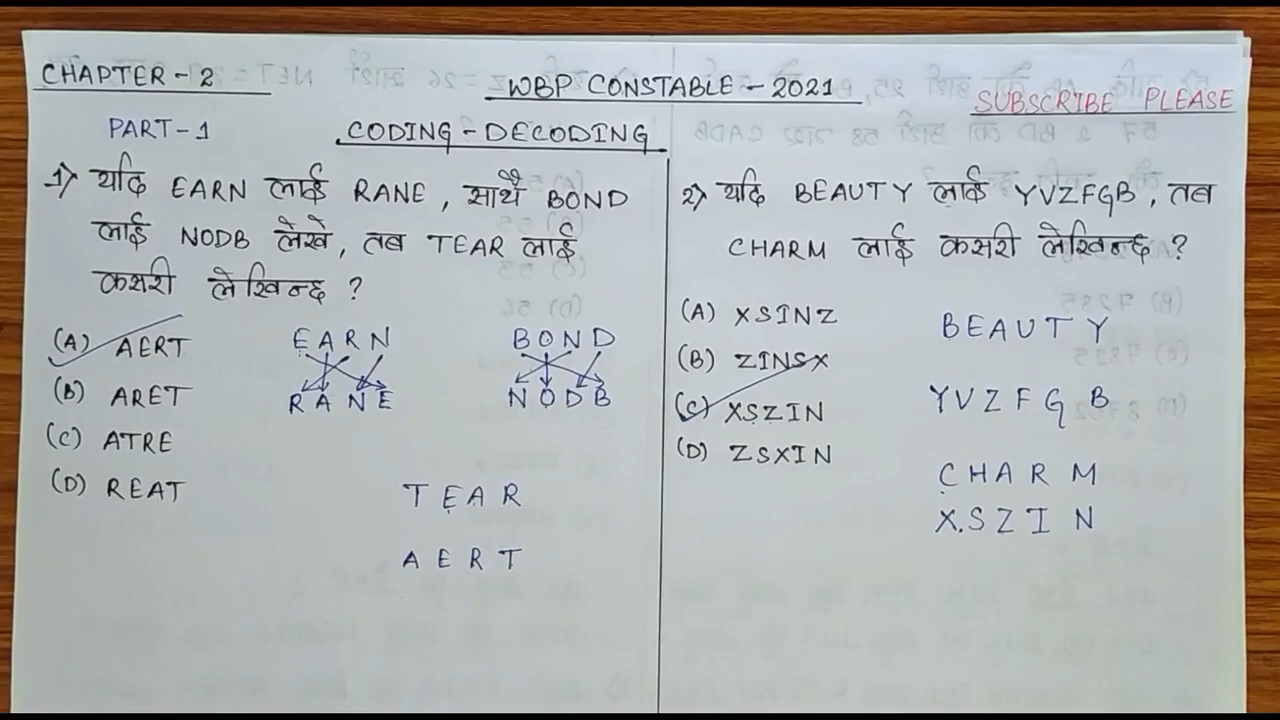 CHAPTER - 2
WBP CONSTABLE - 2021
SUBSCRIBE PLEASE
PART-1
CODING - DECODING
1) यदि EARN लाई RANE, साथै BOND
लाई NODB लेखे, तब TEAR लाई
कसरी लेखिन्छ ?
(A) AERT
(B) ARET
(C) ATRE
(D) REAT
EARN
RANE
BOND
NODB
TEAR
AERT
2) यदि BEAUTY लाई YVZFGB, तब
CHARM लाई कसरी लेखिन्छ ?
(A) XSINZ
(B) ZINSX
(C) XSZIN
(D) ZSXIN
BEAUTY
YVZFGB
CHARM
X.SZIN